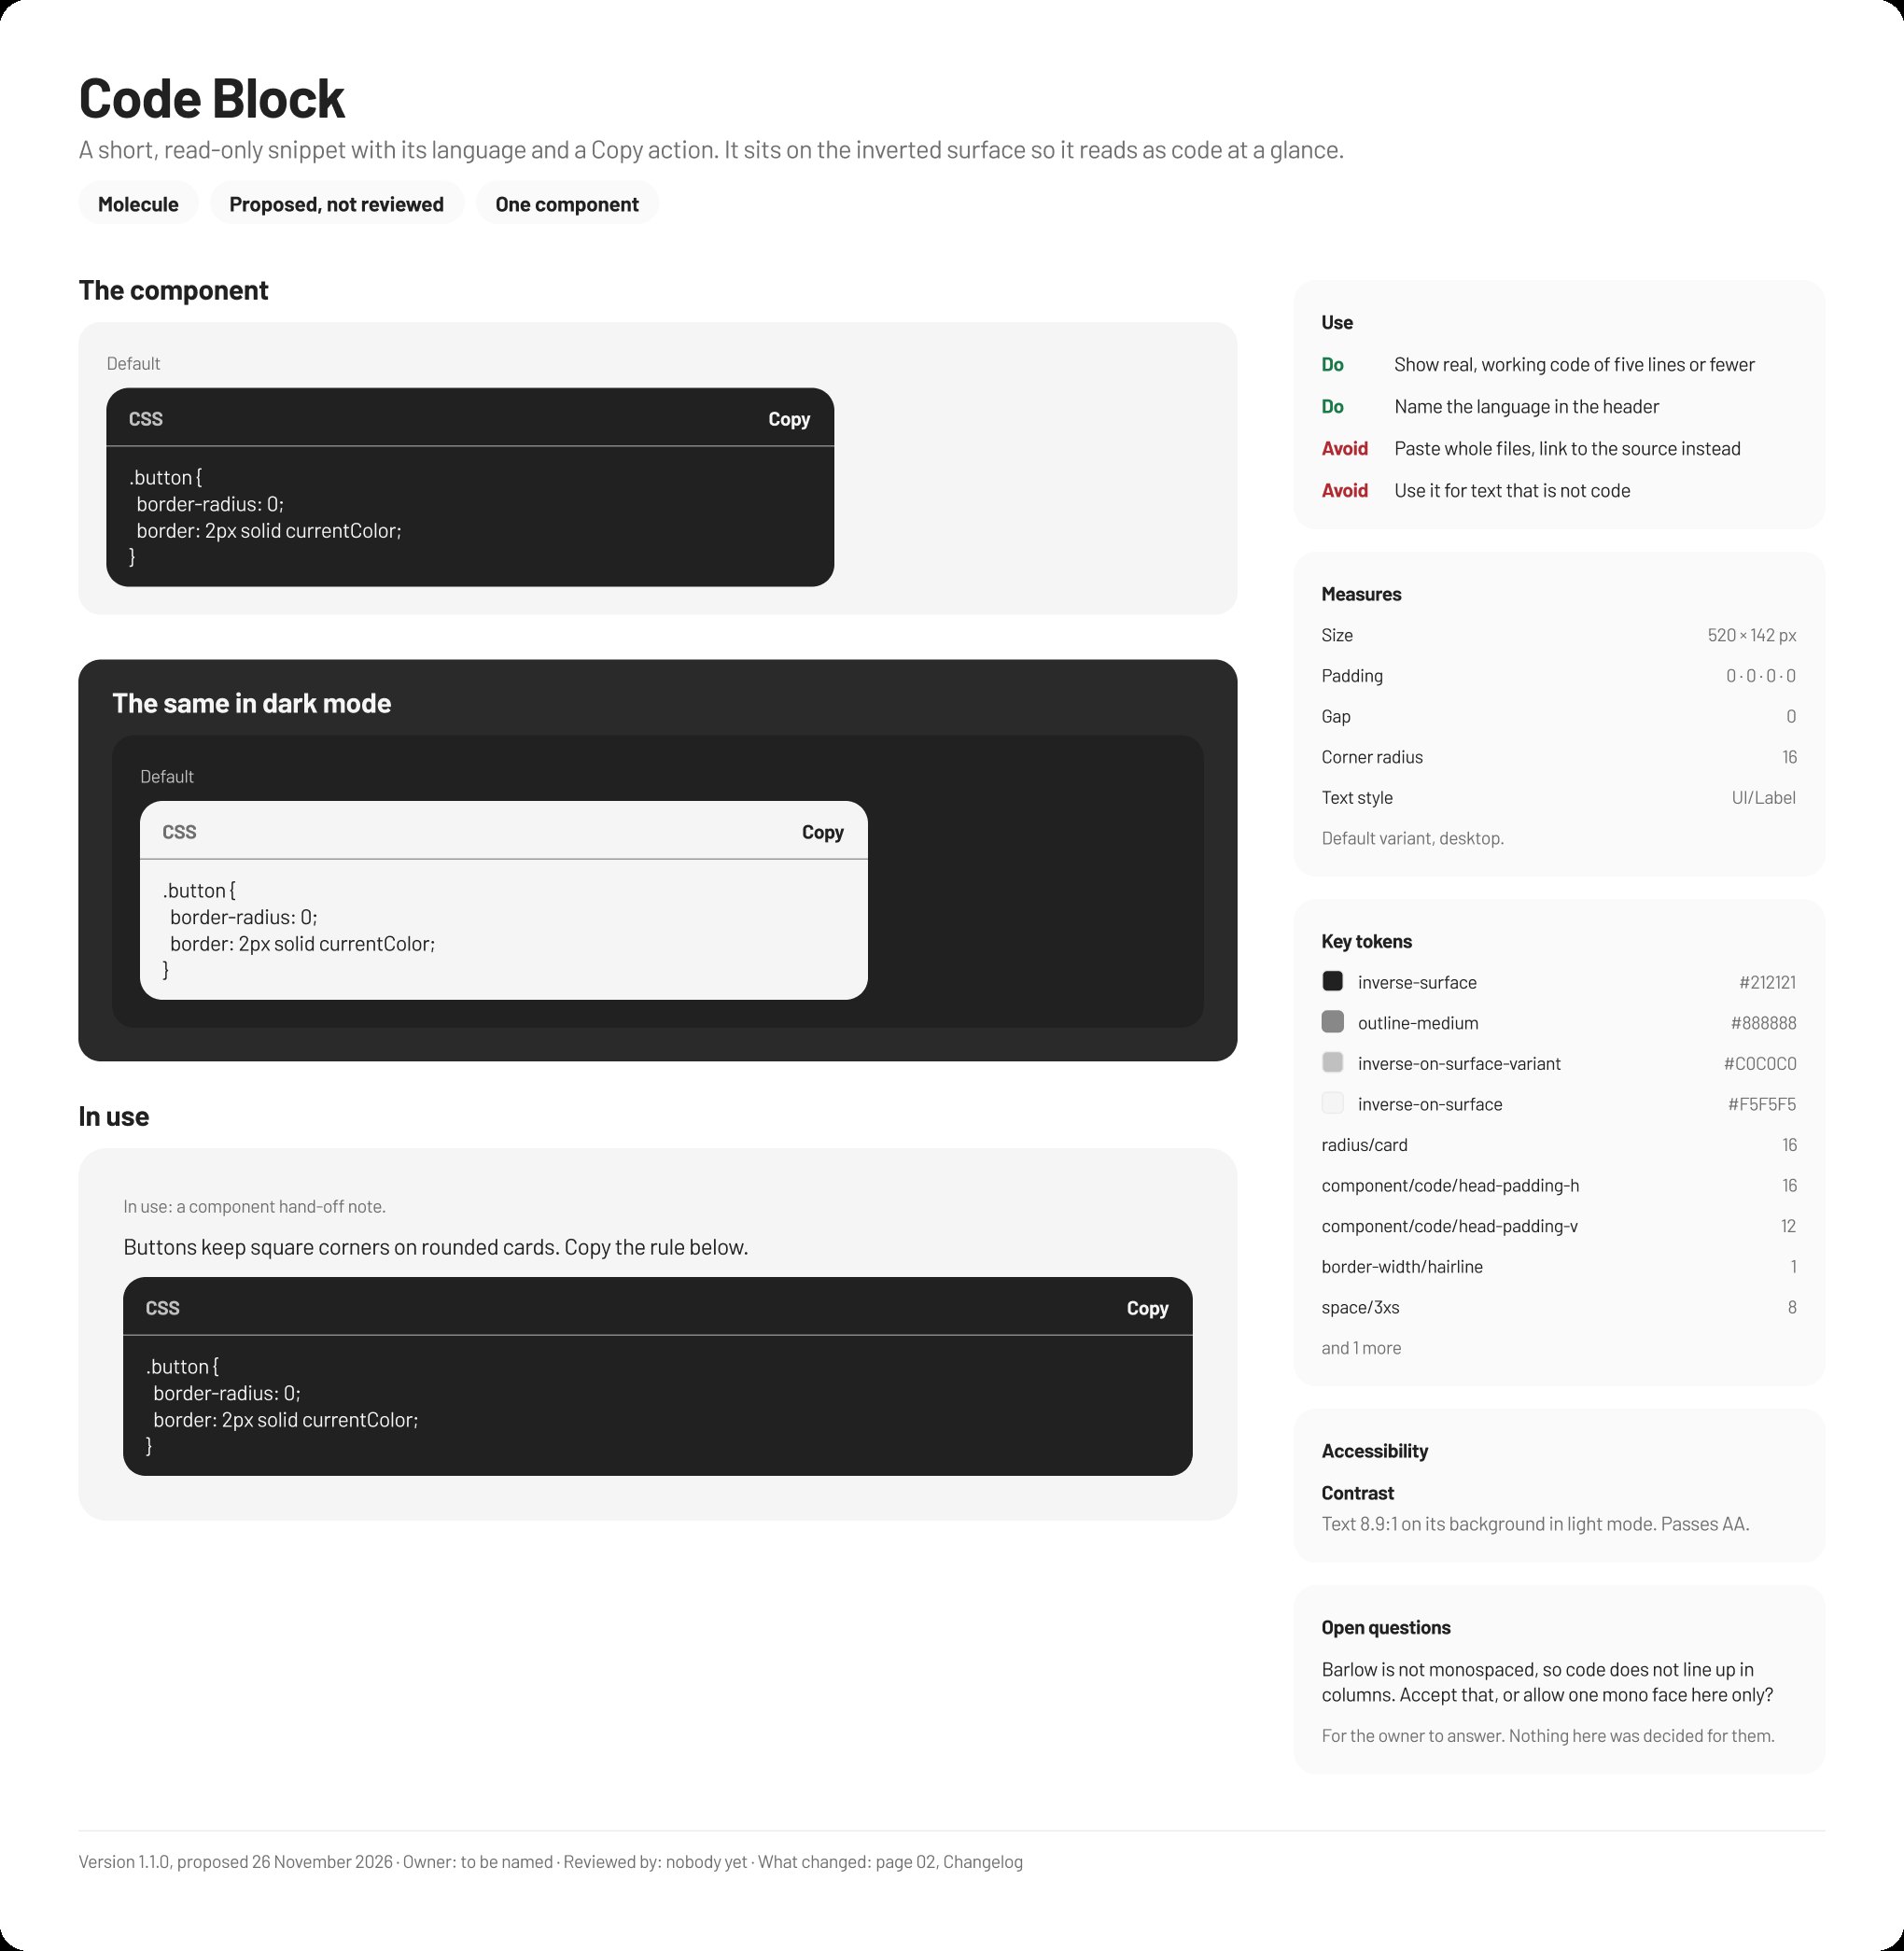 Code Block
A short, read-only snippet with its language and a Copy action. It sits on the inverted surface so it reads as code at a glance.
Molecule
Proposed, not reviewed
One component
The component
Default
CSS
Copy
.button {
  border-radius: 0;
  border: 2px solid currentColor;
}
The same in dark mode
Default
CSS
Copy
.button {
  border-radius: 0;
  border: 2px solid currentColor;
}
In use
In use: a component hand-off note.
Buttons keep square corners on rounded cards. Copy the rule below.
CSS
Copy
.button {
  border-radius: 0;
  border: 2px solid currentColor;
}
Use
Do Show real, working code of five lines or fewer
Do Name the language in the header
Avoid Paste whole files, link to the source instead
Avoid Use it for text that is not code
Measures
Size 520 × 142 px
Padding 0 · 0 · 0 · 0
Gap 0
Corner radius 16
Text style UI/Label
Default variant, desktop.
Key tokens
inverse-surface #212121
outline-medium #888888
inverse-on-surface-variant #C0C0C0
inverse-on-surface #F5F5F5
radius/card 16
component/code/head-padding-h 16
component/code/head-padding-v 12
border-width/hairline 1
space/3xs 8
and 1 more
Accessibility
Contrast
Text 8.9:1 on its background in light mode. Passes AA.
Open questions
Barlow is not monospaced, so code does not line up in
columns. Accept that, or allow one mono face here only?
For the owner to answer. Nothing here was decided for them.
Version 1.1.0, proposed 26 November 2026 · Owner: to be named · Reviewed by: nobody yet · What changed: page 02, Changelog